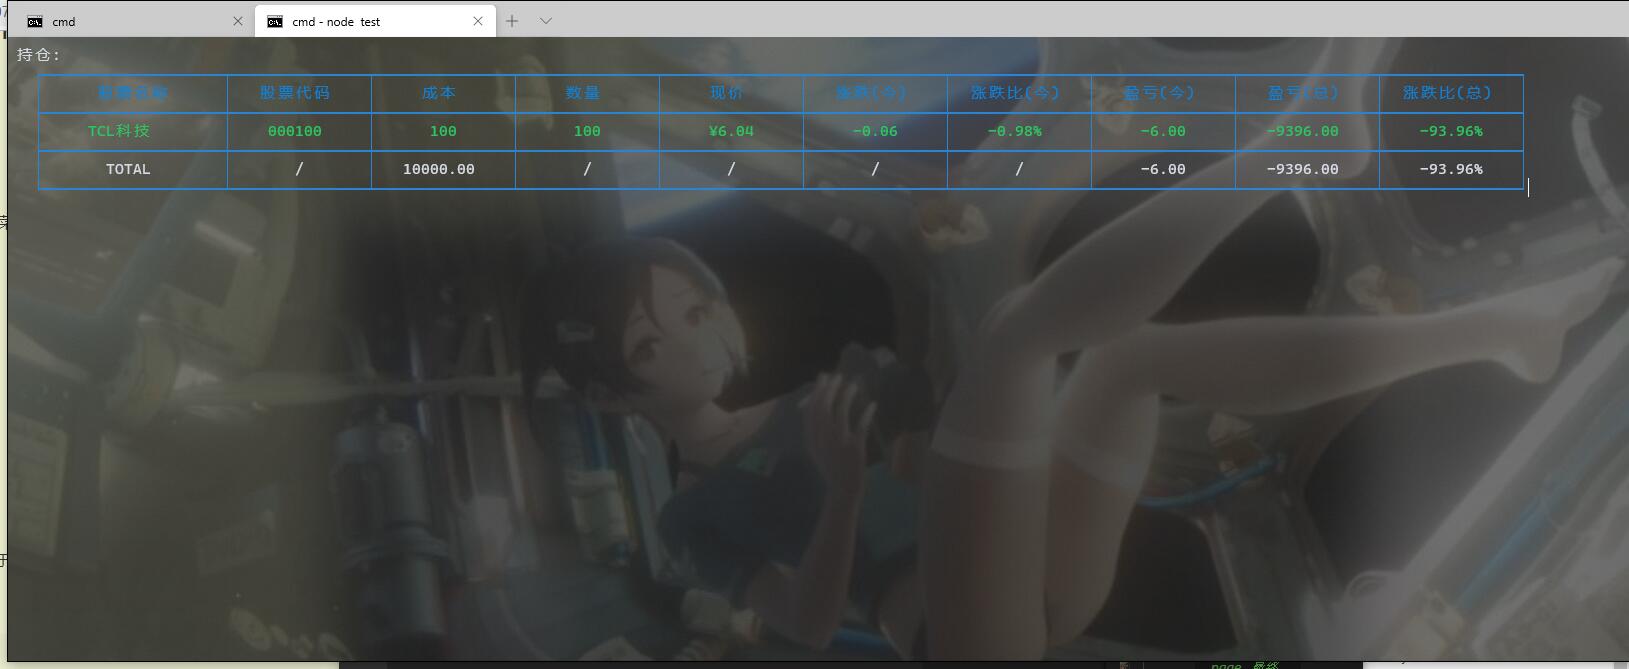 cmd
cmd - node test
持仓:
股票名称 股票代码 成本 数量 现价 涨跌(今) 涨跌比(今) 盈亏(今) 盈亏(总) 涨跌比(总)
TCL科技 000100 100 100 ¥6.04 -0.06 -0.98% -6.00 -9396.00 -93.96%
TOTAL / 10000.00 / / / / -6.00 -9396.00 -93.96%